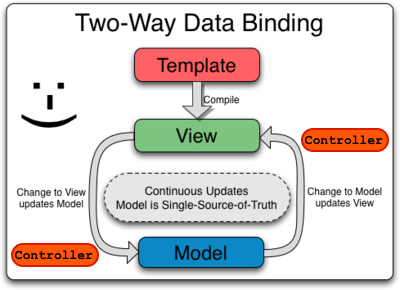 Two-Way Data Binding
Template
Compile
View
Controller
Change to View
updates Model
Continuous Updates
Model is Single-Source-of-Truth
Change to Model
updates View
Controller
Model